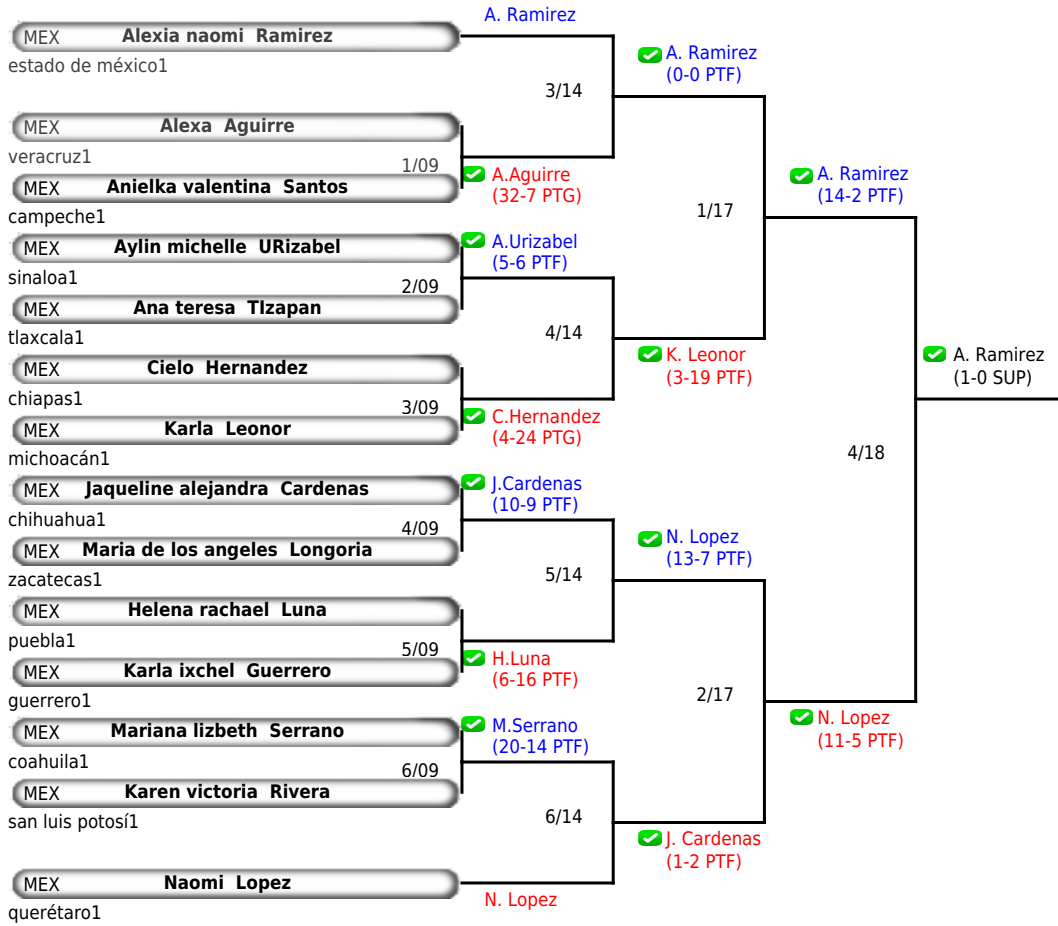 A. Ramirez
MEX Alexia naomi Ramirez
estado de méxico1
A. Ramirez
(0-0 PTF)
3/14
MEX Alexa Aguirre
veracruz1
1/09
A.Aguirre
(32-7 PTG)
MEX Anielka valentina Santos
campeche1
A. Ramirez
(14-2 PTF)
1/17
MEX Aylin michelle URizabel
A.Urizabel
(5-6 PTF)
sinaloa1
2/09
MEX Ana teresa Tlzapan
tlaxcala1
4/14
K. Leonor
(3-19 PTF)
MEX Cielo Hernandez
chiapas1
3/09
C.Hernandez
(4-24 PTG)
MEX Karla Leonor
michoacán1
A. Ramirez
(1-0 SUP)
4/18
MEX Jaqueline alejandra Cardenas
J.Cardenas
(10-9 PTF)
chihuahua1
4/09
MEX Maria de los angeles Longoria
zacatecas1
N. Lopez
(13-7 PTF)
5/14
MEX Helena rachael Luna
puebla1
5/09
H.Luna
(6-16 PTF)
MEX Karla ixchel Guerrero
guerrero1
2/17
N. Lopez
(11-5 PTF)
MEX Mariana lizbeth Serrano
M.Serrano
(20-14 PTF)
coahuila1
6/09
MEX Karen victoria Rivera
san luis potosí1
6/14
J. Cardenas
(1-2 PTF)
MEX Naomi Lopez
N. Lopez
querétaro1